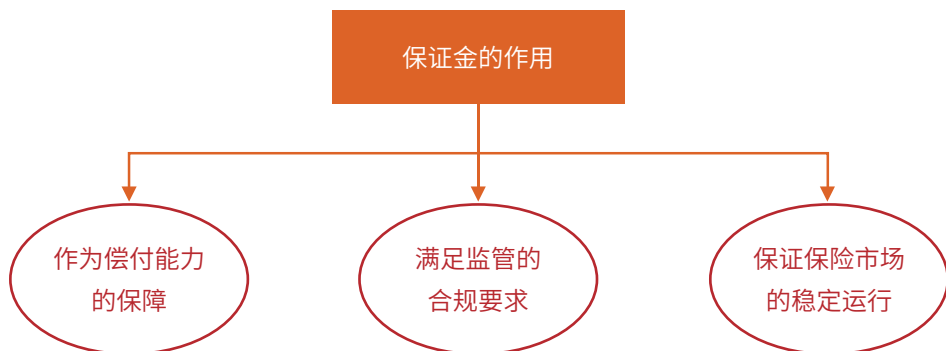 保证金的作用
作为偿付能力
的保障
满足监管的
合规要求
保证保险市场
的稳定运行